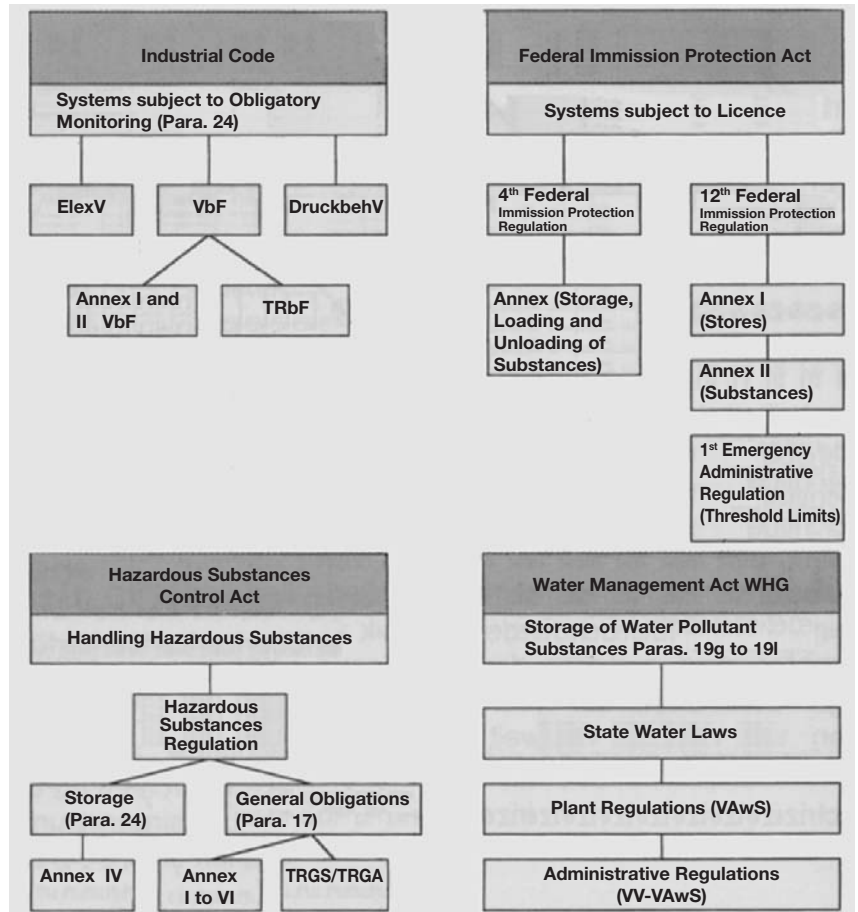 Industrial Code
Systems subject to Obligatory
Monitoring (Para. 24)
ElexV
VbF
DruckbehV
Annex I and
II VbF
TRbF
Federal Immission Protection Act
Systems subject to Licence
4th Federal
Immission Protection
Regulation
12th Federal
Immission Protection
Regulation
Annex (Storage,
Loading and
Unloading of
Substances)
Annex I
(Stores)
Annex II
(Substances)
1st Emergency
Administrative
Regulation
(Threshold Limits)
Hazardous Substances
Control Act
Handling Hazardous Substances
Hazardous
Substances
Regulation
Storage
(Para. 24)
General Obligations
(Para. 17)
Annex IV
Annex
I to VI
TRGS/TRGA
Water Management Act WHG
Storage of Water Pollutant
Substances Paras. 19g to 19l
State Water Laws
Plant Regulations (VAwS)
Administrative Regulations
(VV-VAwS)